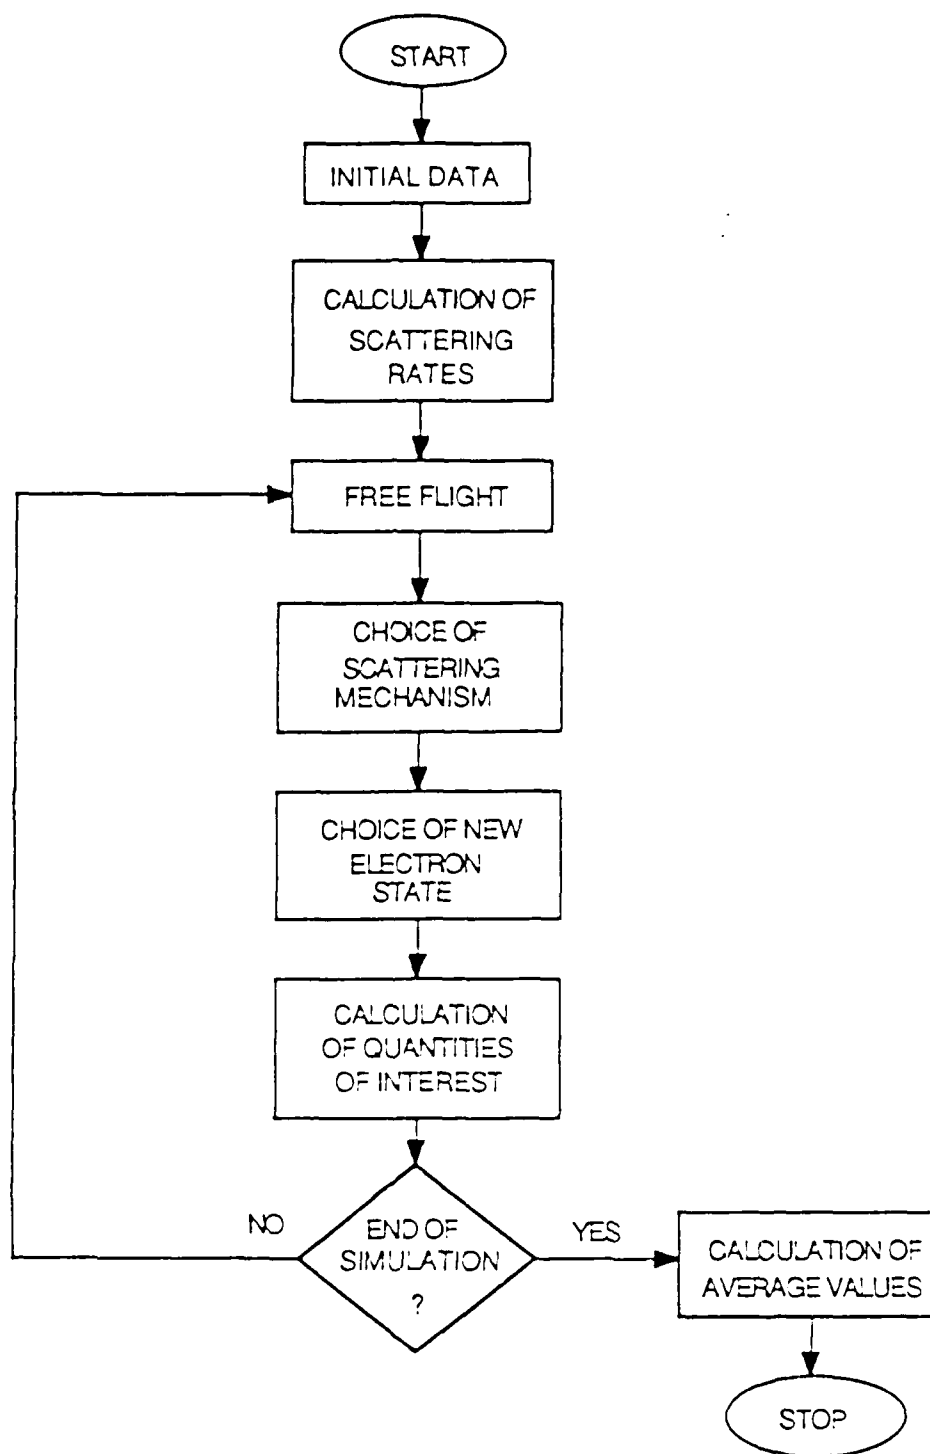 START
INITIAL DATA
CALCULATION OF
SCATTERING
RATES
FREE FLIGHT
CHOICE OF
SCATTERING
MECHANISM
CHOICE OF NEW
ELECTRON
STATE
CALCULATION
OF QUANTITIES
OF INTEREST
NO
END OF
SIMULATION
?
YES
CALCULATION OF
AVERAGE VALUES
STOP